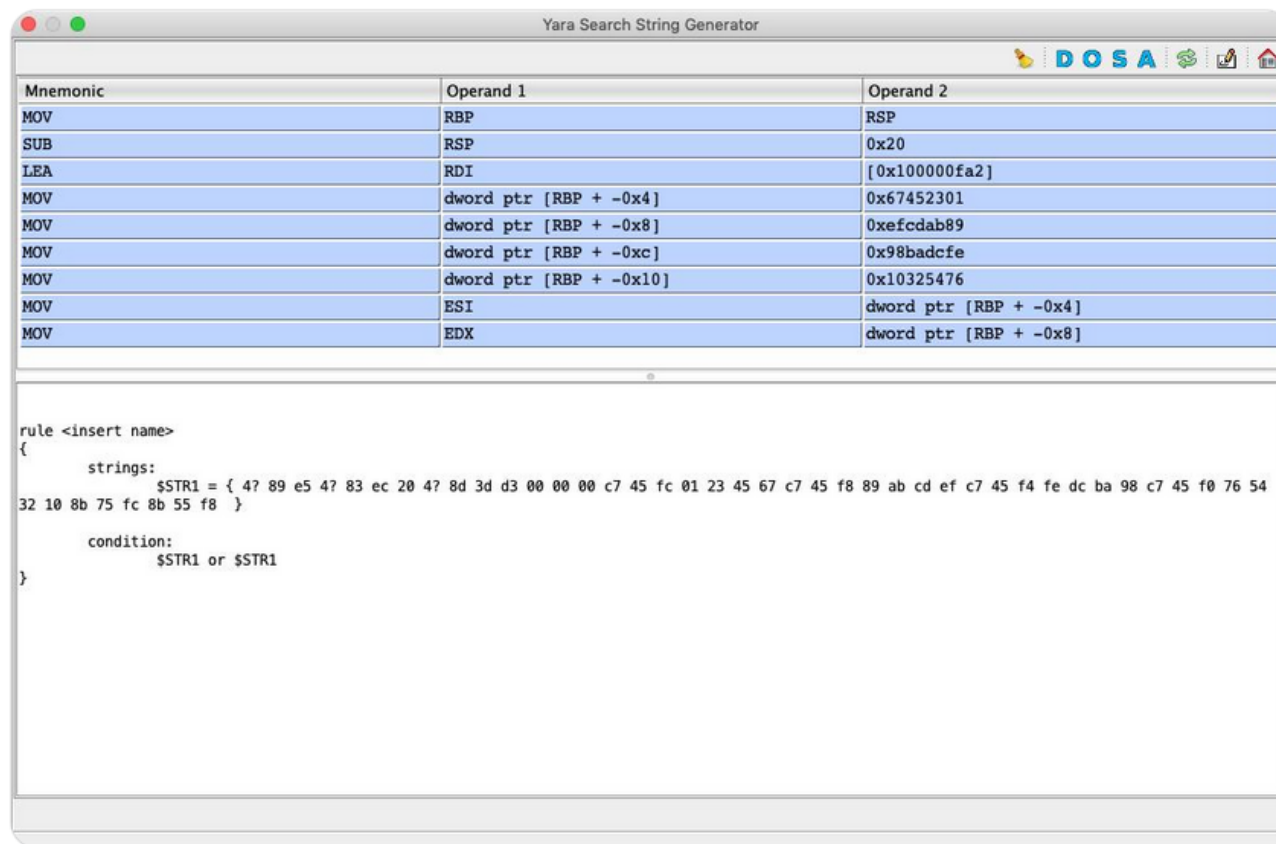 Yara Search String Generator
D O S A
Mnemonic Operand 1 Operand 2
MOV RBP RSP
SUB RSP 0x20
LEA RDI [0x100000fa2]
MOV dword ptr [RBP + -0x4] 0x67452301
MOV dword ptr [RBP + -0x8] 0xefcdab89
MOV dword ptr [RBP + -0xc] 0x98badcfe
MOV dword ptr [RBP + -0x10] 0x10325476
MOV ESI dword ptr [RBP + -0x4]
MOV EDX dword ptr [RBP + -0x8]
rule <insert name>
{
strings:
$STR1 = { 4? 89 e5 4? 83 ec 20 4? 8d 3d d3 00 00 00 c7 45 fc 01 23 45 67 c7 45 f8 89 ab cd ef c7 45 f4 fe dc ba 98 c7 45 f0 76 54
32 10 8b 75 fc 8b 55 f8 }
condition:
$STR1 or $STR1
}